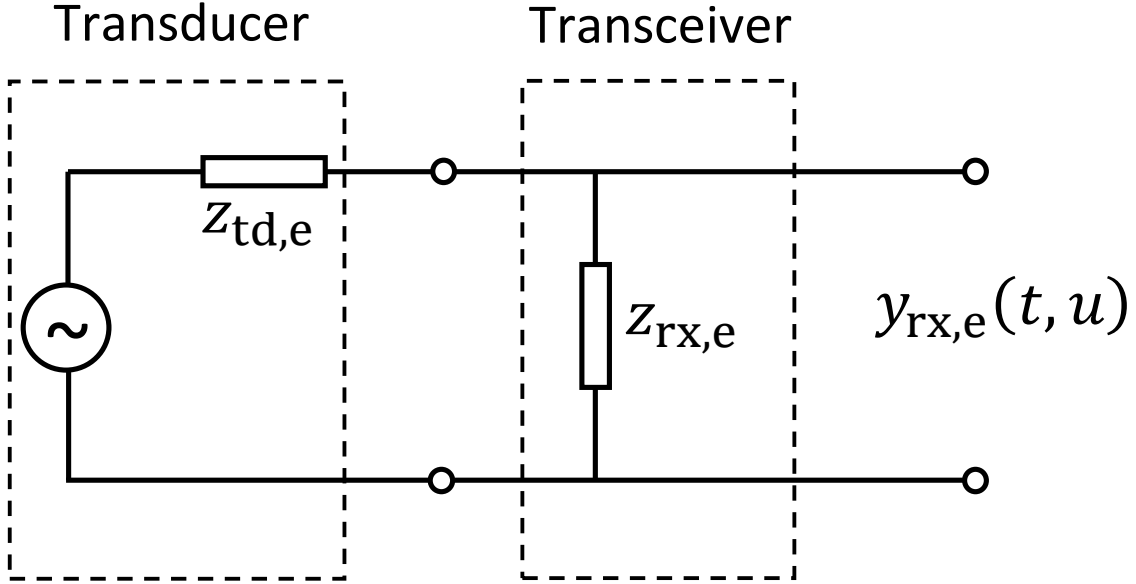 Transducer
Transceiver
z_td,e
z_rx,e
y_rx,e(t, u)
~